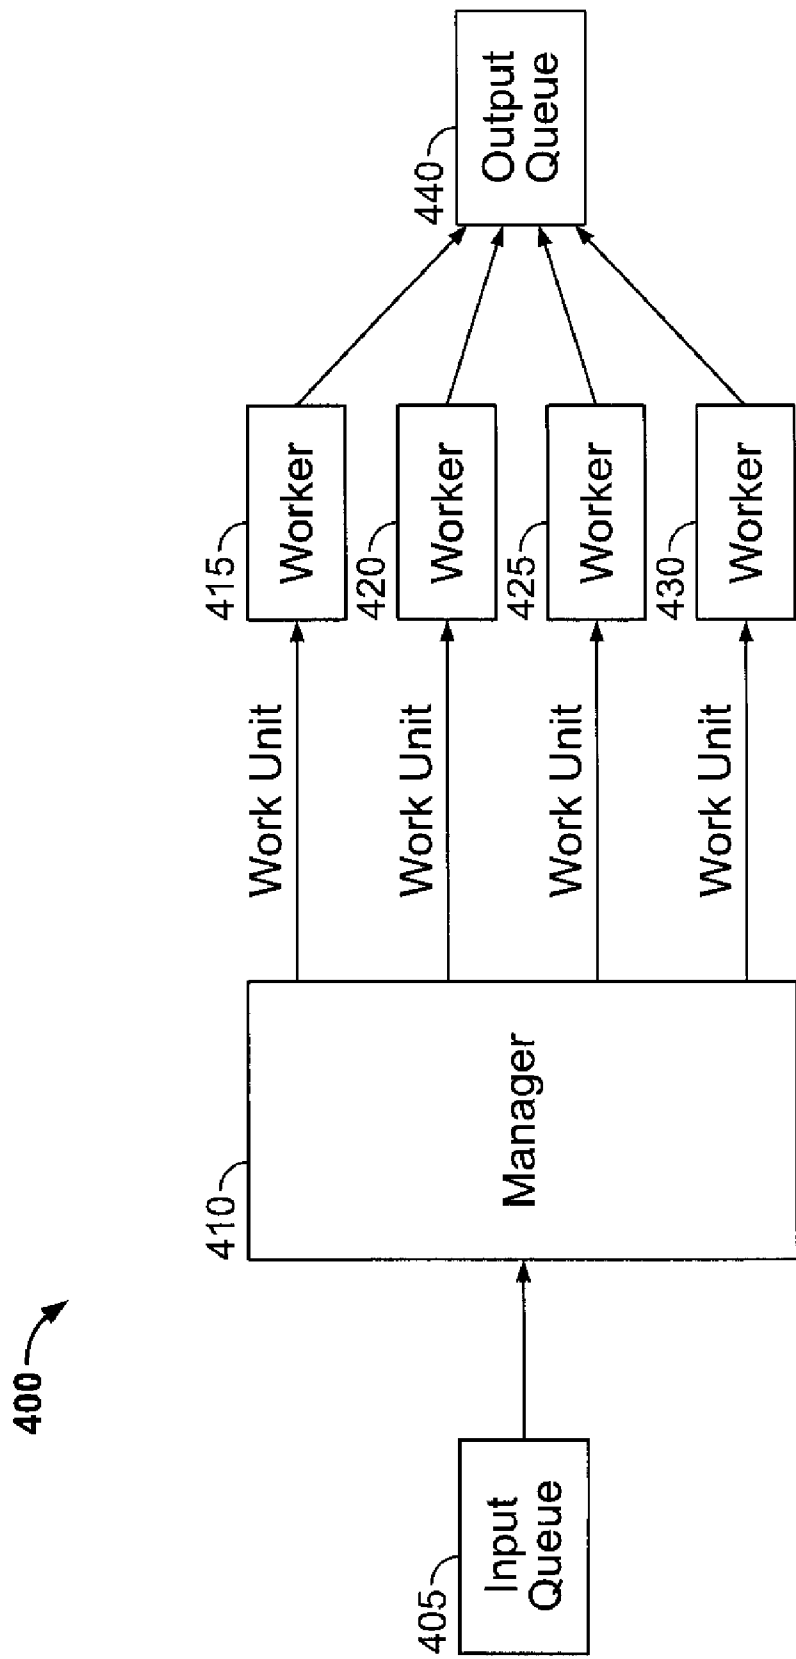 400
405
Input
Queue
410
Manager
Work Unit
Work Unit
Work Unit
Work Unit
415
Worker
420
Worker
425
Worker
430
Worker
440
Output
Queue